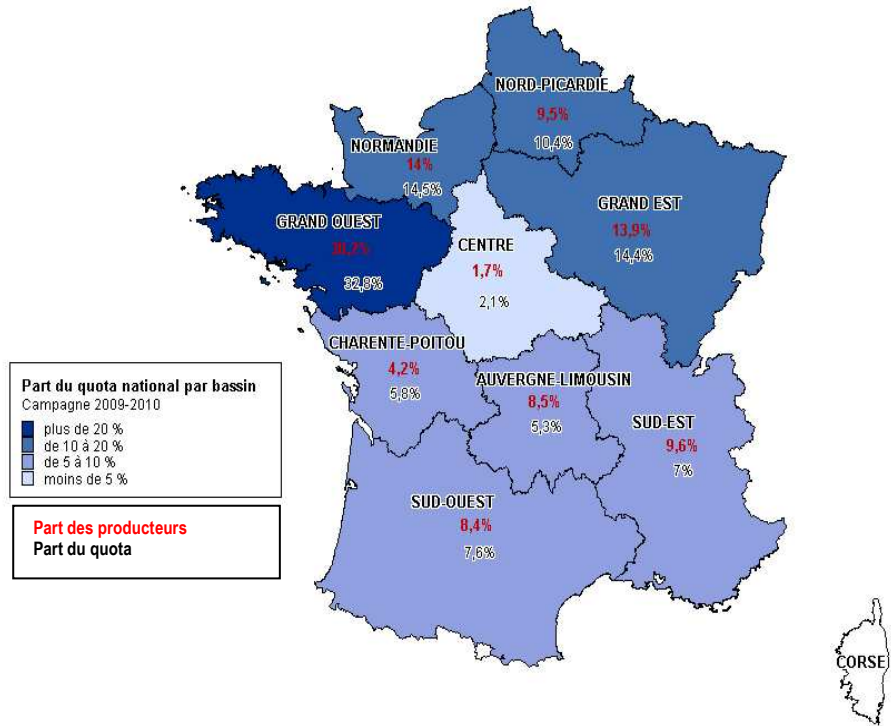 NORD-PICARDIE
9,5%
10,4%
NORMANDIE
14%
14,5%
GRAND EST
13,9%
14,4%
GRAND OUEST
30,2%
32,8%
CENTRE
1,7%
2,1%
CHARENTE-POITOU
4,2%
5,8%
AUVERGNE-LIMOUSIN
8,5%
5,3%
SUD-EST
9,6%
7%
SUD-OUEST
8,4%
7,6%
CORSE
Part du quota national par bassin
Campagne 2009-2010
plus de 20 %
de 10 à 20 %
de 5 à 10 %
moins de 5 %
Part des producteurs
Part du quota